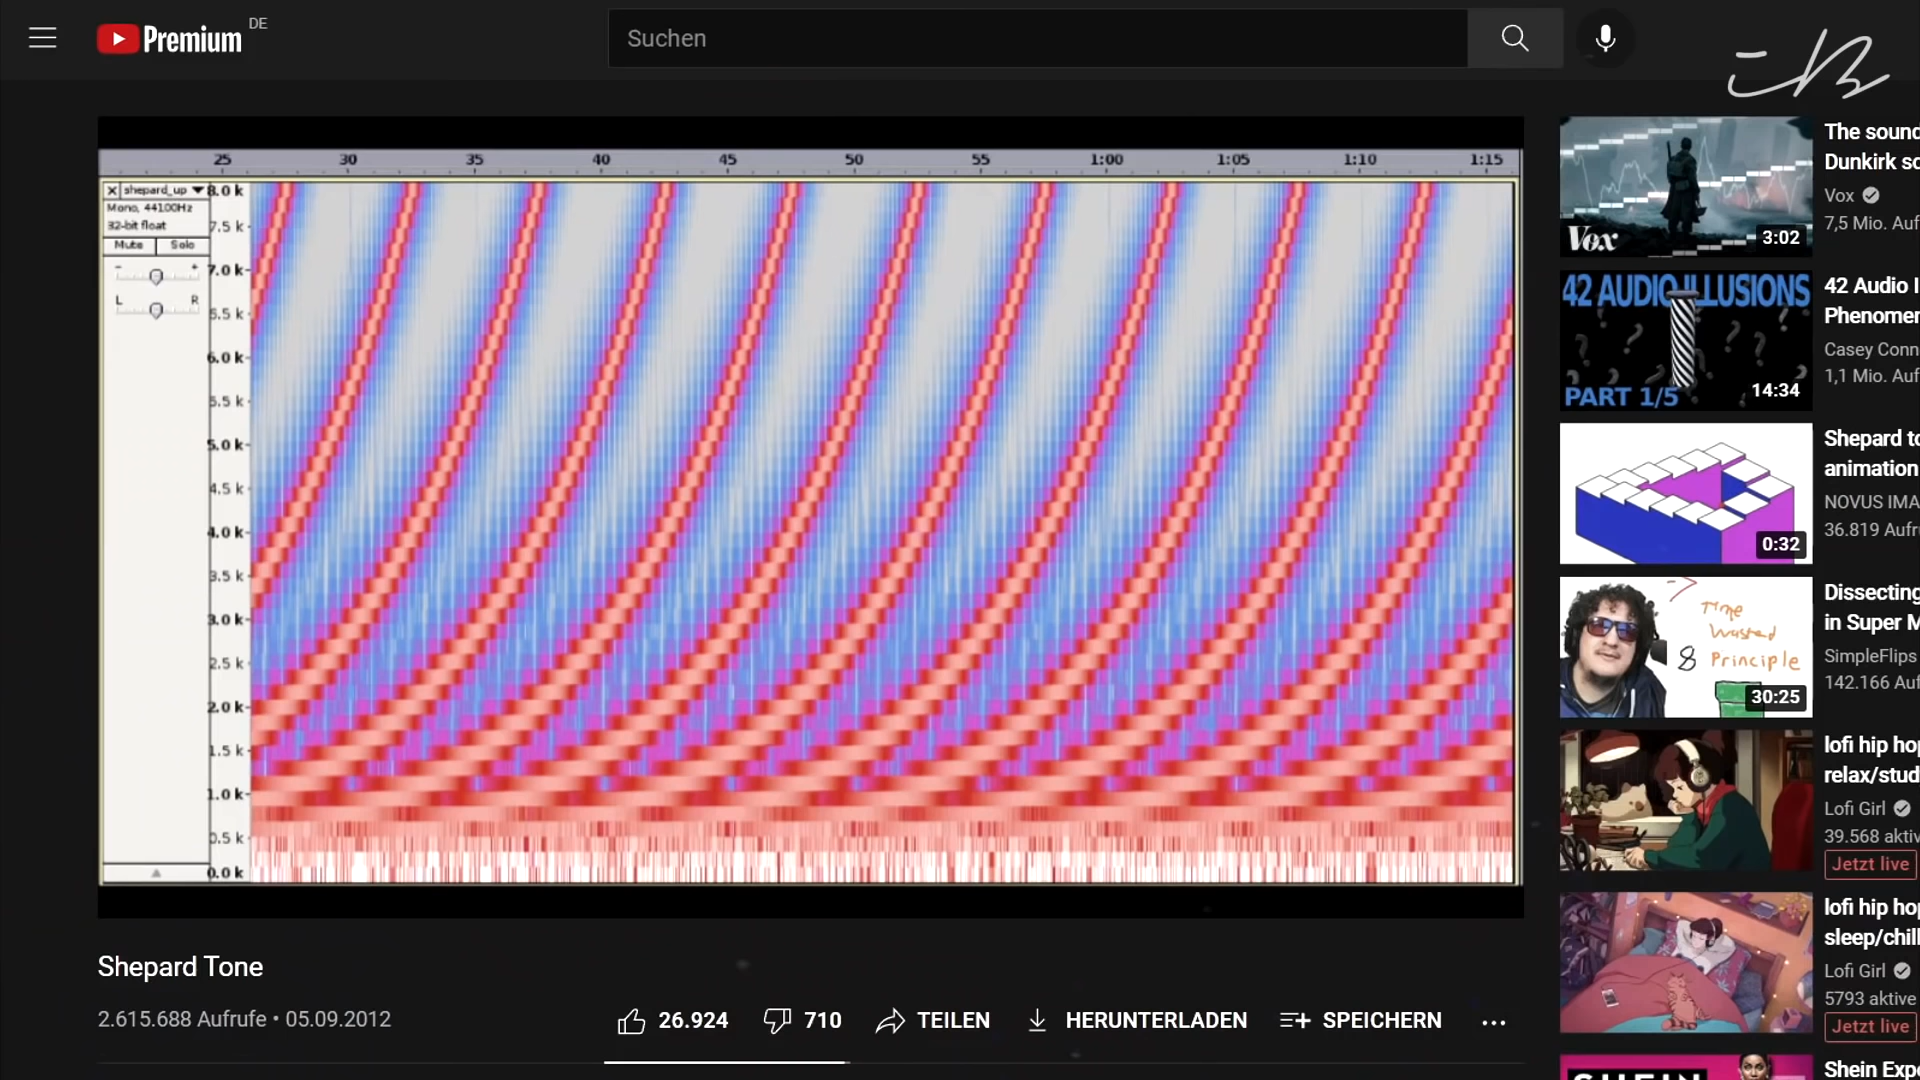 Premium DE
Suchen
25 30 35 40 45 50 55 1:00 1:05 1:10 1:15
shepard_up
Mono, 44100Hz
32-bit float
Mute Solo
- +
L R
8.0 k
7.5 k
7.0 k
6.0 k
5.5 k
5.0 k
4.5 k
4.0 k
3.5 k
3.0 k
2.5 k
2.0 k
1.5 k
1.0 k
0.5 k
0.0 k
Shepard Tone
2.615.688 Aufrufe • 05.09.2012
26.924 710 TEILEN HERUNTERLADEN SPEICHERN
Vox
3:02
The sound
Dunkirk so
Vox
7,5 Mio. Auf
42 AUDIO ILLUSIONS
PART 1/5
14:34
42 Audio I
Phenomen
Casey Conn
1,1 Mio. Auf
0:32
Shepard to
animation
NOVUS IMA
36.819 Aufr
Time
Wasted
8 Principle
30:25
Dissecting
in Super M
SimpleFlips
142.166 Auf
lofi hip ho
relax/stud
Lofi Girl
39.568 aktiv
Jetzt live
lofi hip ho
sleep/chill
Lofi Girl
5793 aktive
Jetzt live
SHEIN
Shein Exp